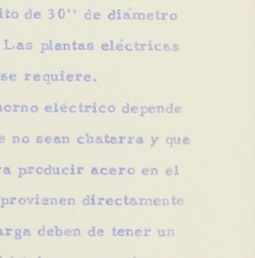 ito de 30" de diámetro
Las plantas eléctricas
se requiere.
horno eléctrico depende
e no sean chatarra y que
a producir acero en el
provienen directamente
arga deben de tener un